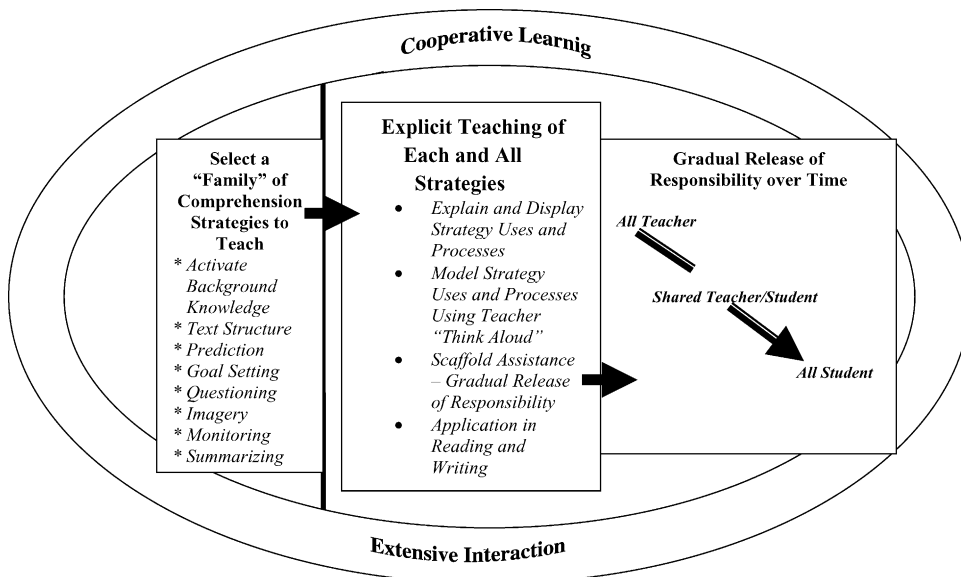 Cooperative Learnig
Select a
“Family” of
Comprehension
Strategies to
Teach
* Activate
Background
Knowledge
* Text Structure
* Prediction
* Goal Setting
* Questioning
* Imagery
* Monitoring
* Summarizing
Explicit Teaching of
Each and All
Strategies
• Explain and Display
Strategy Uses and
Processes
• Model Strategy
Uses and Processes
Using Teacher
“Think Aloud”
• Scaffold Assistance
– Gradual Release
of Responsibility
• Application in
Reading and
Writing
Gradual Release of
Responsibility over Time
All Teacher
Shared Teacher/Student
All Student
Extensive Interaction